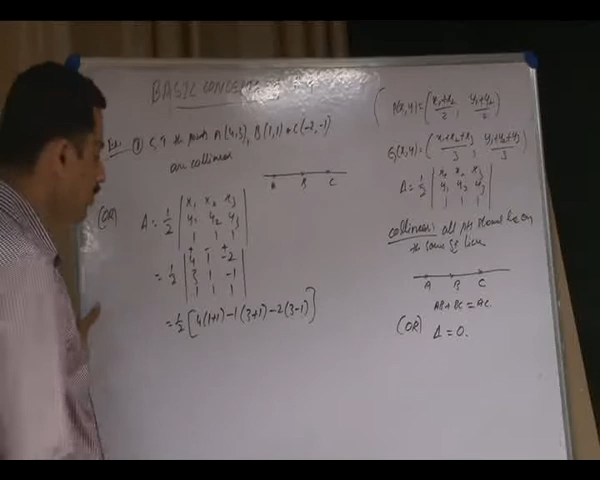 BASIC CONCEPTS
① S.T the points A(4,3), B(1,1) & C(-2,-1)
are collinear
A B C
(OR) Δ = 1/2 | x₁ x₂ x₃
y₁ y₂ y₃
1 1 1 |
= 1/2 | 4 1 -2
3 1 -1
1 1 1 |
+ - +
= 1/2 [4(1+1) -1(3+1) -2(3-1)]
(x,y) = (x₁+x₂/2, y₁+y₂/2)
G(x,y) = (x₁+x₂+x₃/3, y₁+y₂+y₃/3)
Δ = 1/2 | x₁ x₂ x₃
y₁ y₂ y₃
1 1 1 |
collinear: all pts should be on
the same st line
A B C
AB+BC = AC
(OR) Δ = 0.